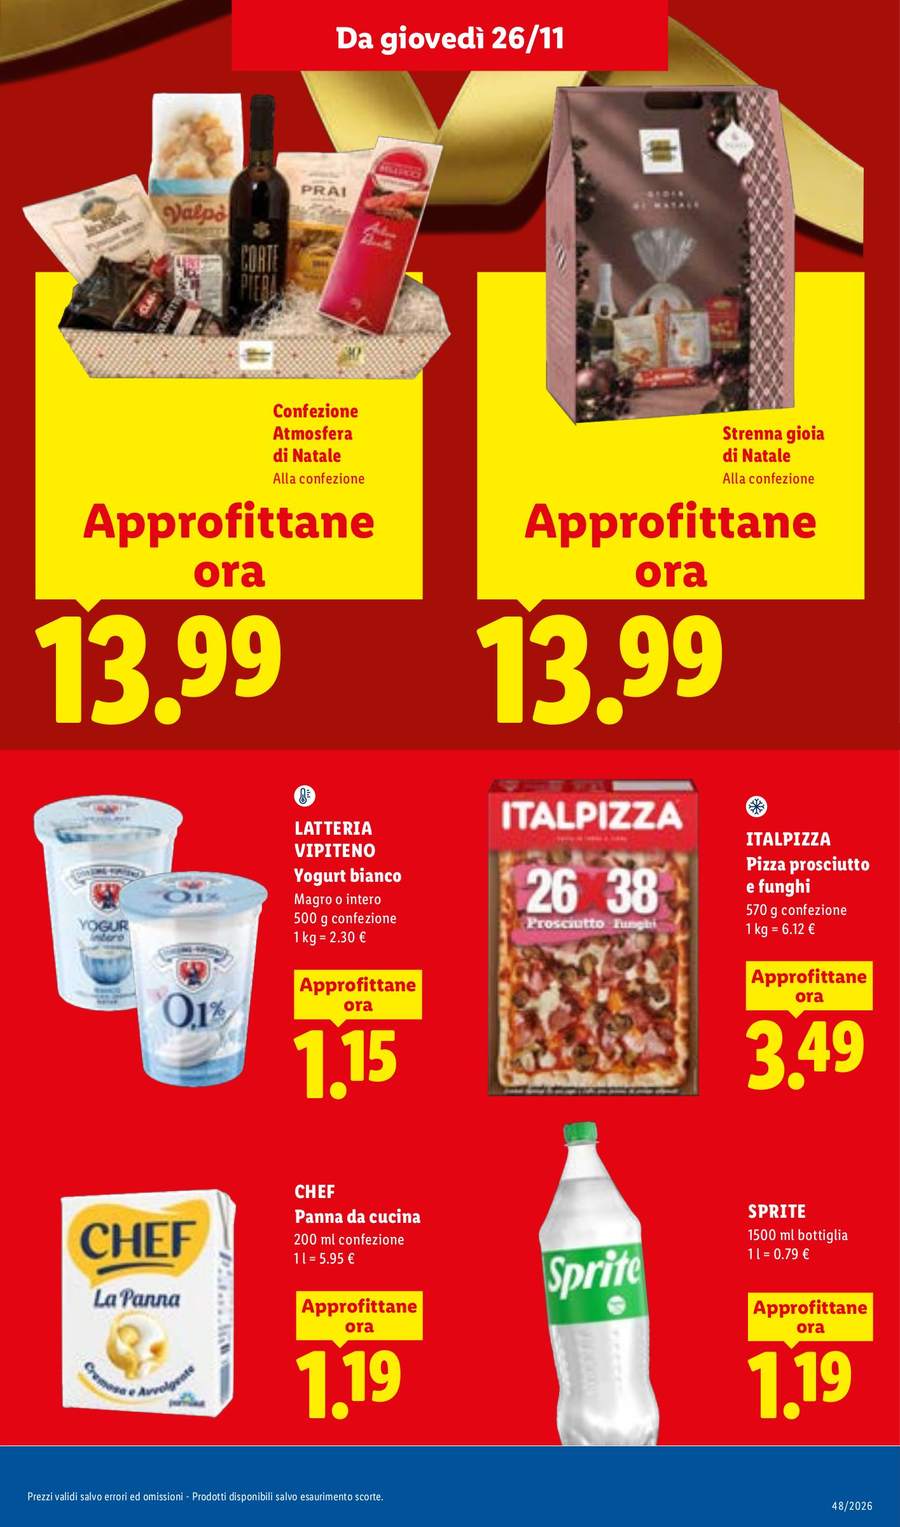 Da giovedì 26/11
Valpò
PRAI
BELLUCCI
CORTE
PIERA
GIOIA
DI NATALE
Confezione
Atmosfera
di Natale
Alla confezione
Approfittane
ora
13.99
Strenna gioia
di Natale
Alla confezione
Approfittane
ora
13.99
YOGUR
intero
BIANCO
0,1%
LATTERIA
VIPITENO
Yogurt bianco
Magro o intero
500 g confezione
1 kg = 2.30 €
Approfittane
ora
1.15
ITALPIZZA
26X38
Prosciutto Funghi
ITALPIZZA
Pizza prosciutto
e funghi
570 g confezione
1 kg = 6.12 €
Approfittane
ora
3.49
CHEF
La Panna
Cremosa e Avvolgente
parmalat
CHEF
Panna da cucina
200 ml confezione
1 l = 5.95 €
Approfittane
ora
1.19
Sprite
SPRITE
1500 ml bottiglia
1 l = 0.79 €
Approfittane
ora
1.19
Prezzi validi salvo errori ed omissioni - Prodotti disponibili salvo esaurimento scorte.
48/2026